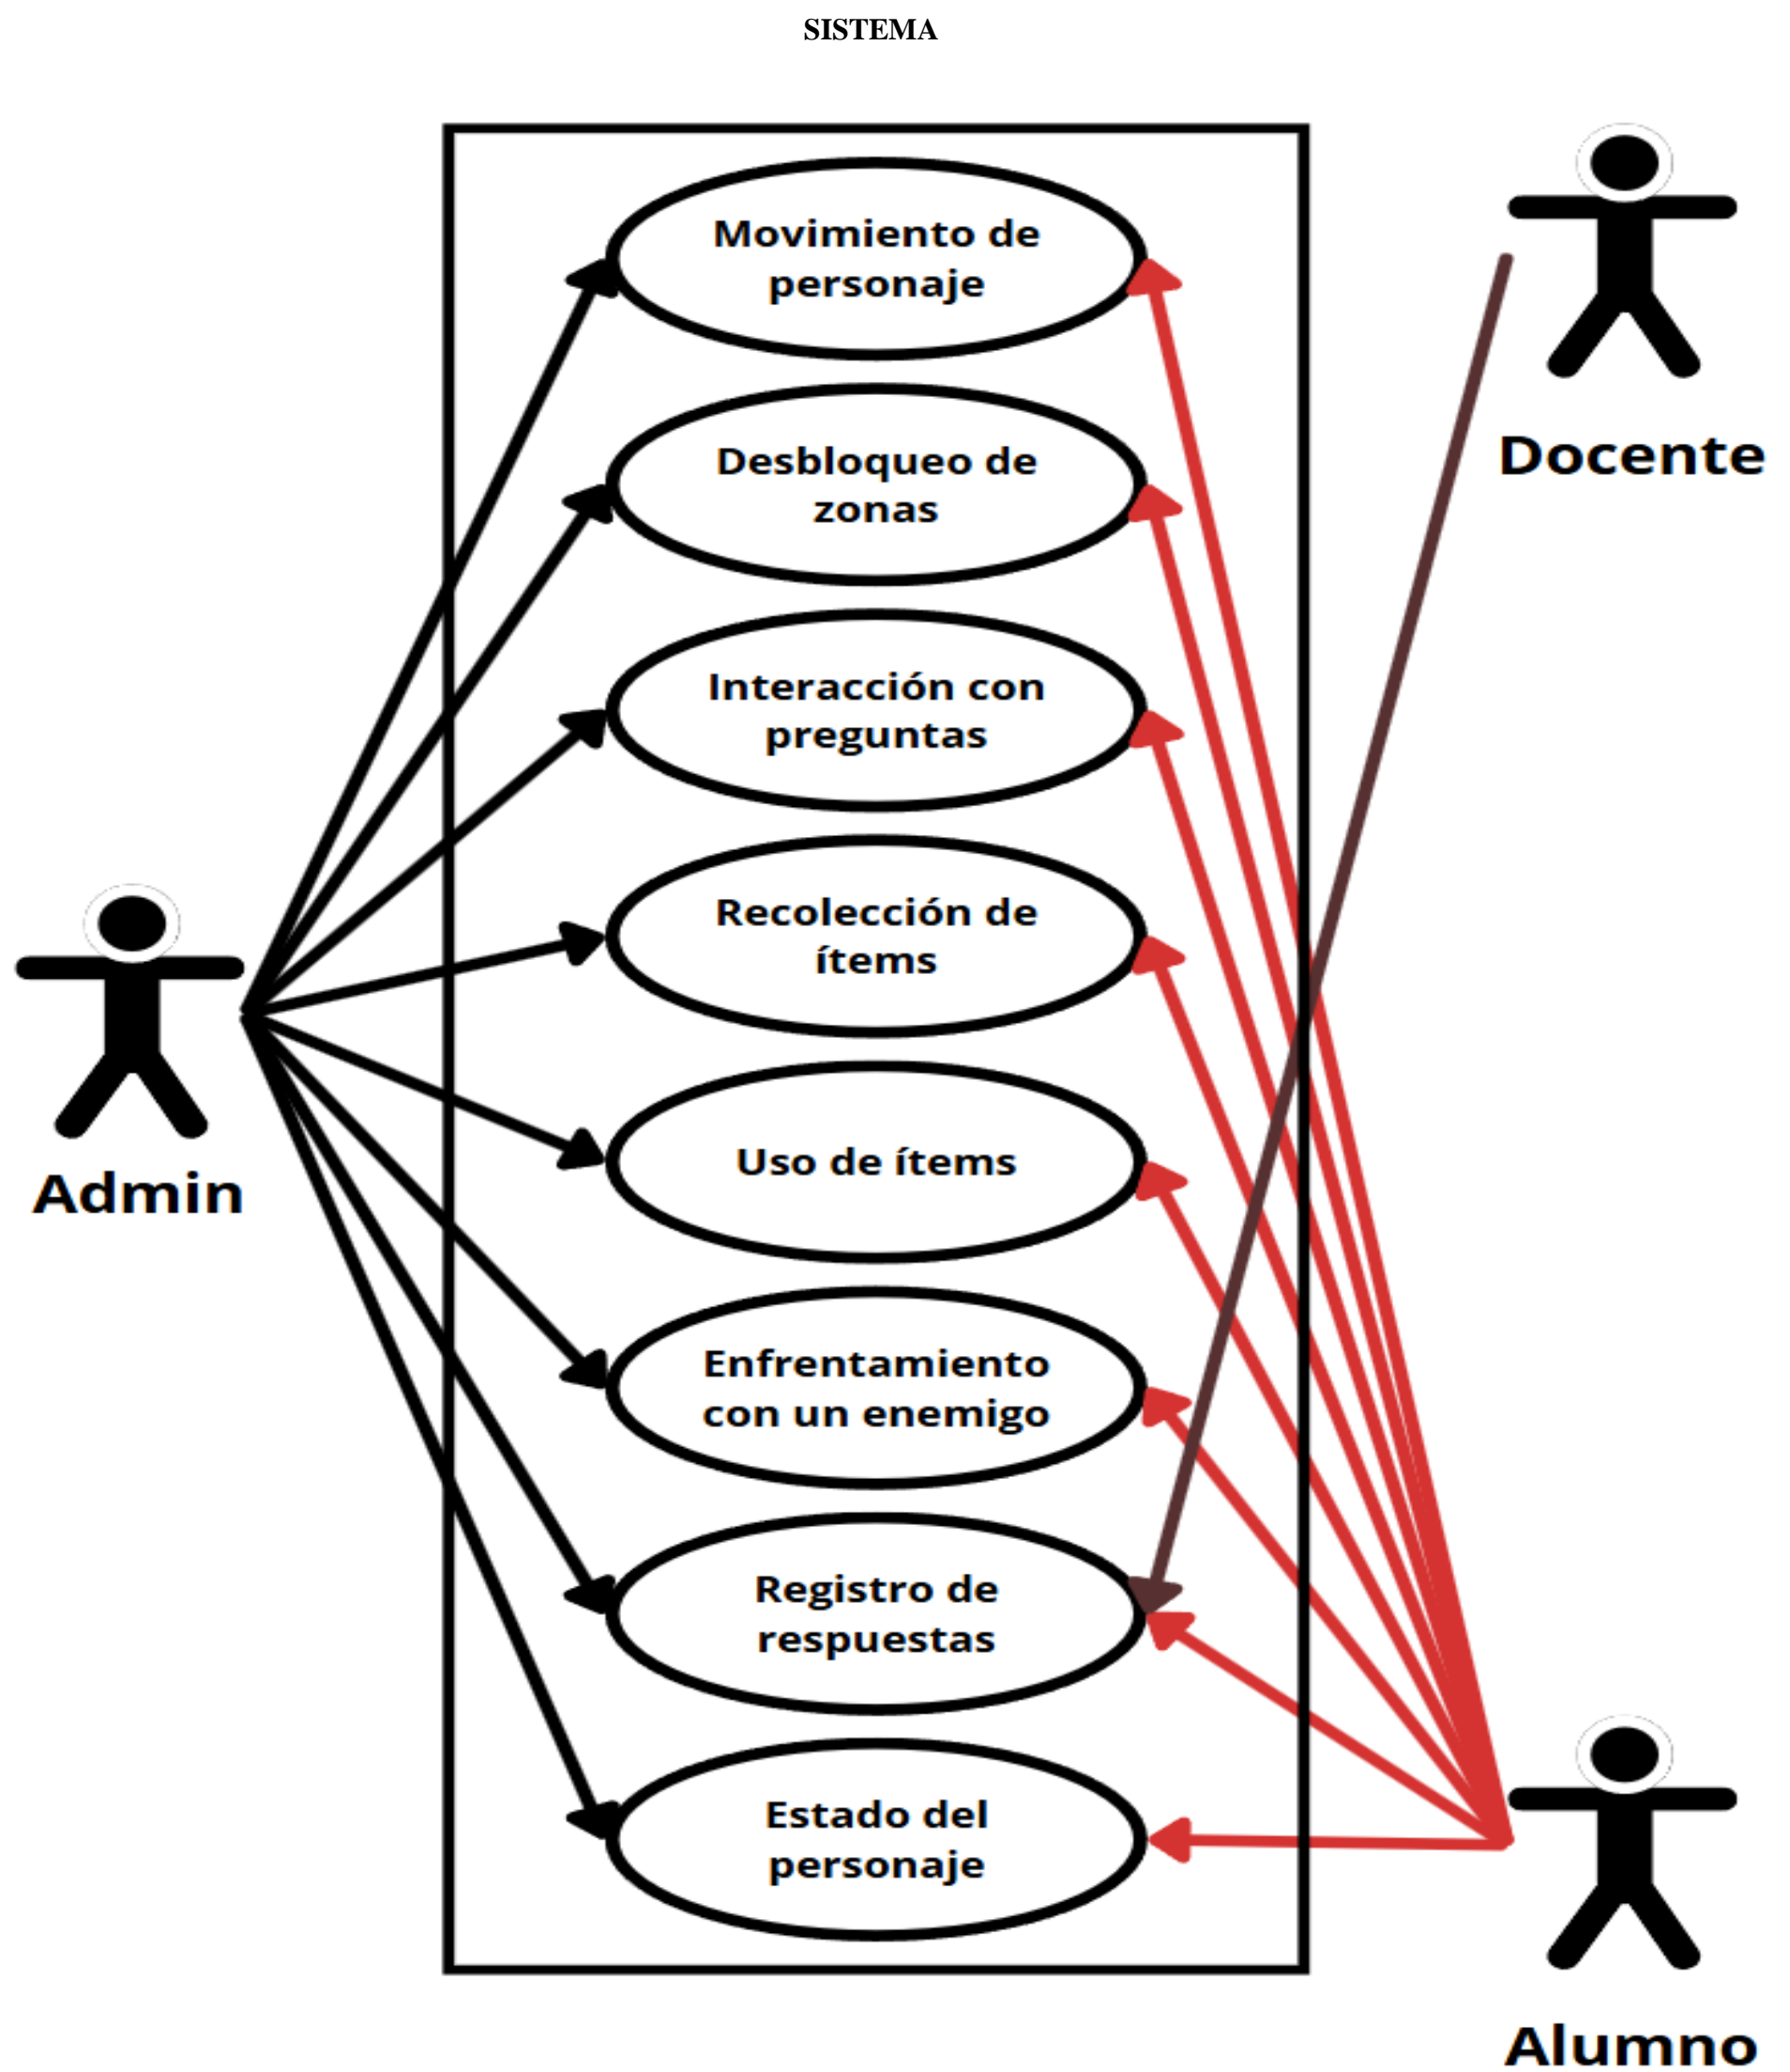 SISTEMA
Movimiento de
personaje
Docente
Desbloqueo de
zonas
Interacción con
preguntas
Recolección de
ítems
Admin
Uso de ítems
Enfrentamiento
con un enemigo
Registro de
respuestas
Estado del
personaje
Alumno